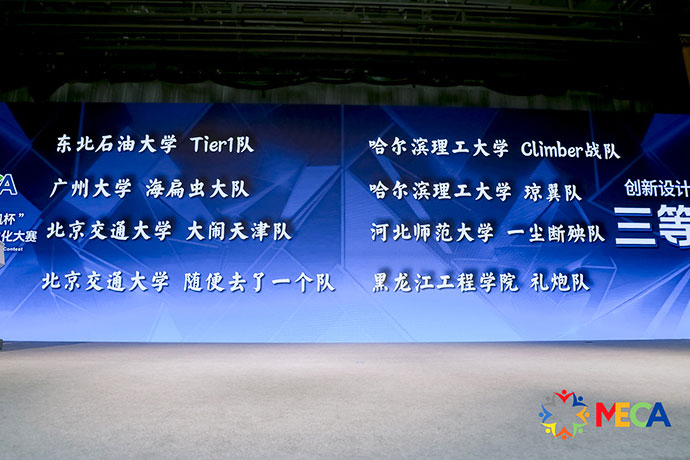 东北石油大学 Tier1队
广州大学 海扁虫大队
北京交通大学 大闹天津队
北京交通大学 随便去了一个队
哈尔滨理工大学 Climber战队
哈尔滨理工大学 琼翼队
河北师范大学 一尘断殃队
黑龙江工程学院 礼炮队
创新设计
三等
杯”
化大赛
Contest
MECA